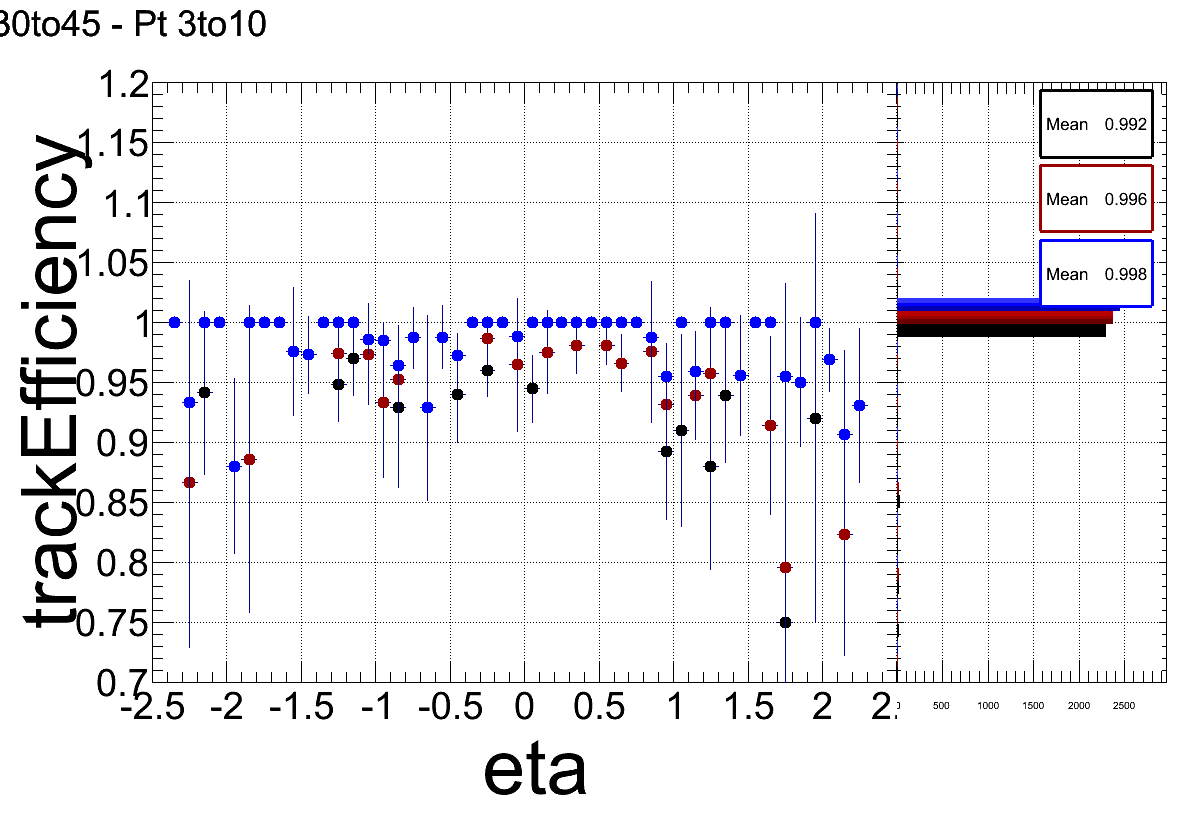 30to45 - Pt 3to10
trackEfficiency
1.2
1.15
1.1
1.05
1
0.95
0.9
0.85
0.8
0.75
0.7
-2.5 -2 -1.5 -1 -0.5 0 0.5 1 1.5 2 2.
eta
Mean 0.992
Mean 0.996
Mean 0.998
0 500 1000 1500 2000 2500